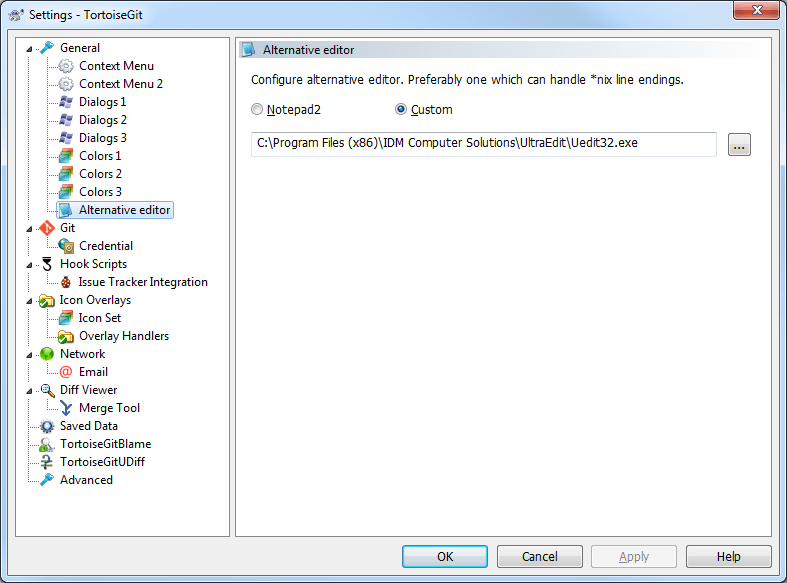 Settings - TortoiseGit
General
Context Menu
Context Menu 2
Dialogs 1
Dialogs 2
Dialogs 3
Colors 1
Colors 2
Colors 3
Alternative editor
Git
Credential
Hook Scripts
Issue Tracker Integration
Icon Overlays
Icon Set
Overlay Handlers
Network
Email
Diff Viewer
Merge Tool
Saved Data
TortoiseGitBlame
TortoiseGitUDiff
Advanced
Alternative editor
Configure alternative editor. Preferably one which can handle *nix line endings.
Notepad2 Custom
C:\Program Files (x86)\IDM Computer Solutions\UltraEdit\Uedit32.exe ...
OK Cancel Apply Help